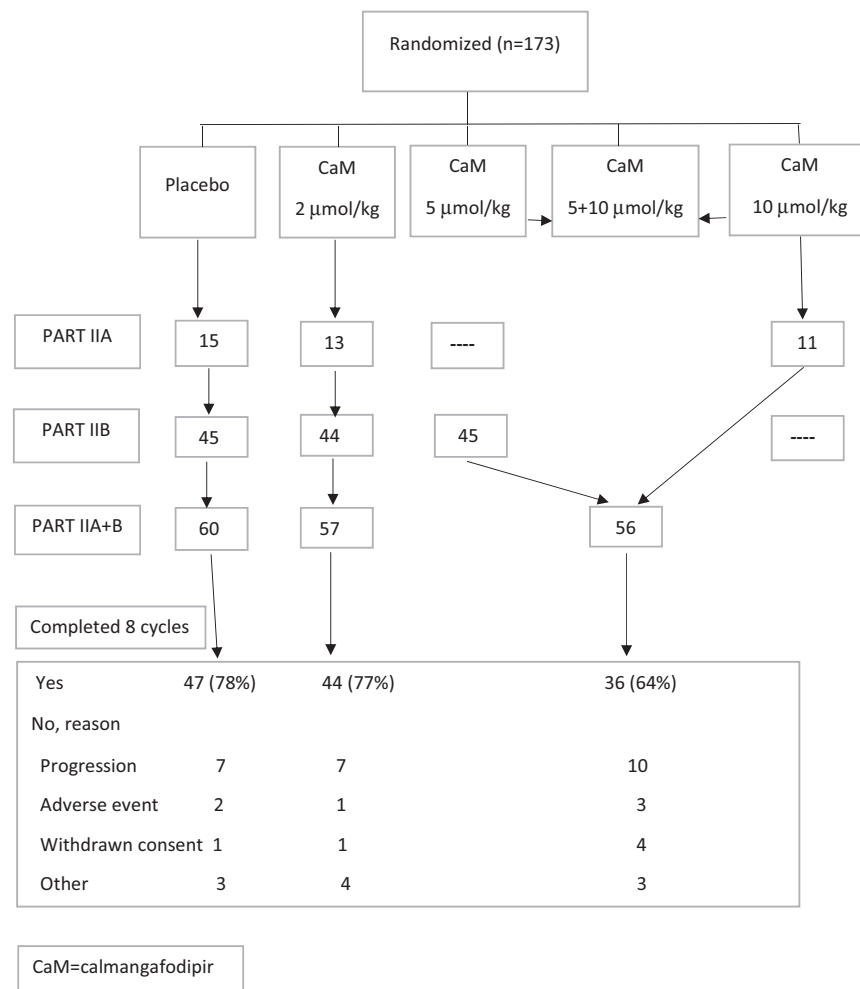 Randomized (n=173)
Placebo
CaM
2 μmol/kg
CaM
5 μmol/kg
CaM
5+10 μmol/kg
CaM
10 μmol/kg
PART IIA
15
13
----
11
PART IIB
45
44
45
----
PART IIA+B
60
57
56
Completed 8 cycles
Yes 47 (78%) 44 (77%) 36 (64%)
No, reason
Progression 7 7 10
Adverse event 2 1 3
Withdrawn consent 1 1 4
Other 3 4 3
CaM=calmangafodipir